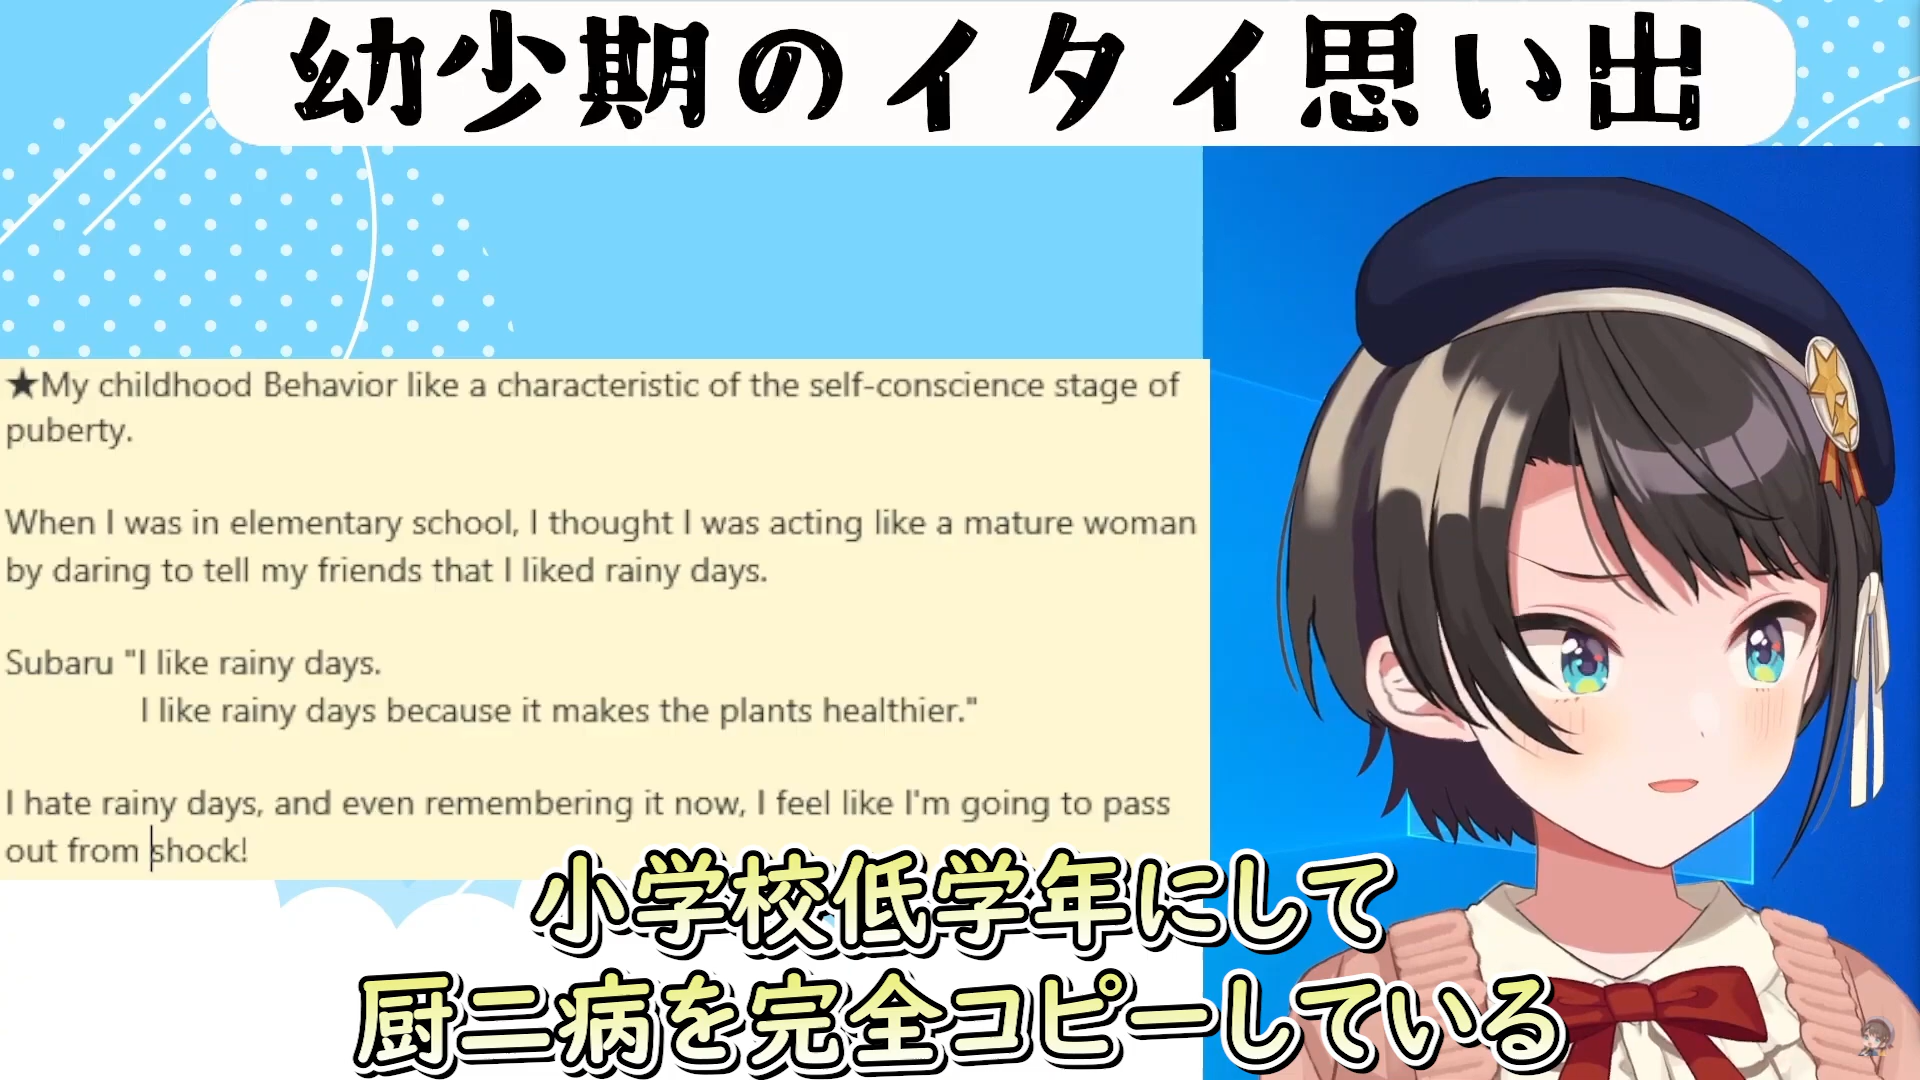 幼少期のイタイ思い出
★My childhood Behavior like a characteristic of the self-conscience stage of
puberty.
When I was in elementary school, I thought I was acting like a mature woman
by daring to tell my friends that I liked rainy days.
Subaru "I like rainy days.
I like rainy days because it makes the plants healthier."
I hate rainy days, and even remembering it now, I feel like I'm going to pass
out from shock!
小学校低学年にして
厨二病を完全コピーしている